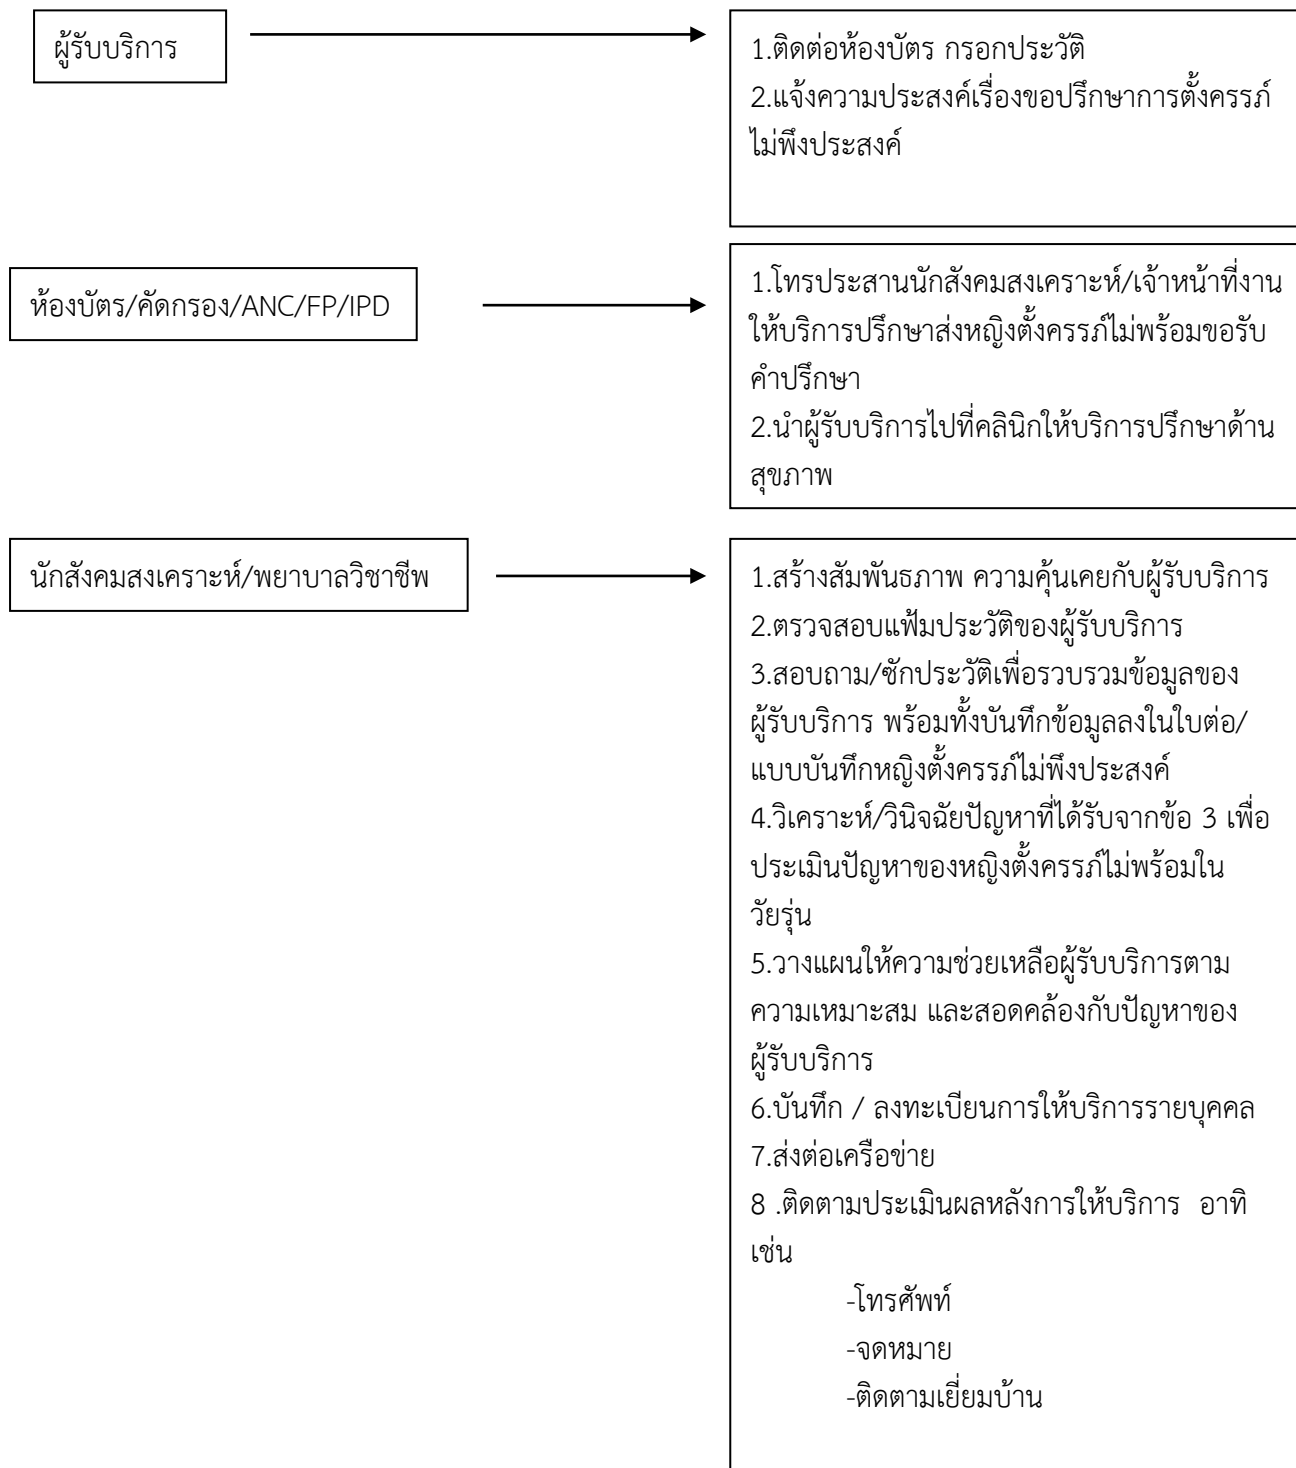 ผู้รับบริการ
1.ติดต่อห้องบัตร กรอกประวัติ
2.แจ้งความประสงค์เรื่องขอปรึกษาการตั้งครรภ์
ไม่พึงประสงค์
ห้องบัตร/คัดกรอง/ANC/FP/IPD
1.โทรประสานนักสังคมสงเคราะห์/เจ้าหน้าที่งาน
ให้บริการปรึกษาส่งหญิงตั้งครรภ์ไม่พร้อมขอรับ
คำปรึกษา
2.นำผู้รับบริการไปที่คลินิกให้บริการปรึกษาด้าน
สุขภาพ
นักสังคมสงเคราะห์/พยาบาลวิชาชีพ
1.สร้างสัมพันธภาพ ความคุ้นเคยกับผู้รับบริการ
2.ตรวจสอบแฟ้มประวัติของผู้รับบริการ
3.สอบถาม/ซักประวัติเพื่อรวบรวมข้อมูลของ
ผู้รับบริการ พร้อมทั้งบันทึกข้อมูลลงในใบต่อ/
แบบบันทึกหญิงตั้งครรภ์ไม่พึงประสงค์
4.วิเคราะห์/วินิจฉัยปัญหาที่ได้รับจากข้อ 3 เพื่อ
ประเมินปัญหาของหญิงตั้งครรภ์ไม่พร้อมใน
วัยรุ่น
5.วางแผนให้ความช่วยเหลือผู้รับบริการตาม
ความเหมาะสม และสอดคล้องกับปัญหาของ
ผู้รับบริการ
6.บันทึก / ลงทะเบียนการให้บริการรายบุคคล
7.ส่งต่อเครือข่าย
8 .ติดตามประเมินผลหลังการให้บริการ  อาทิ
เช่น
-โทรศัพท์
-จดหมาย
-ติดตามเยี่ยมบ้าน